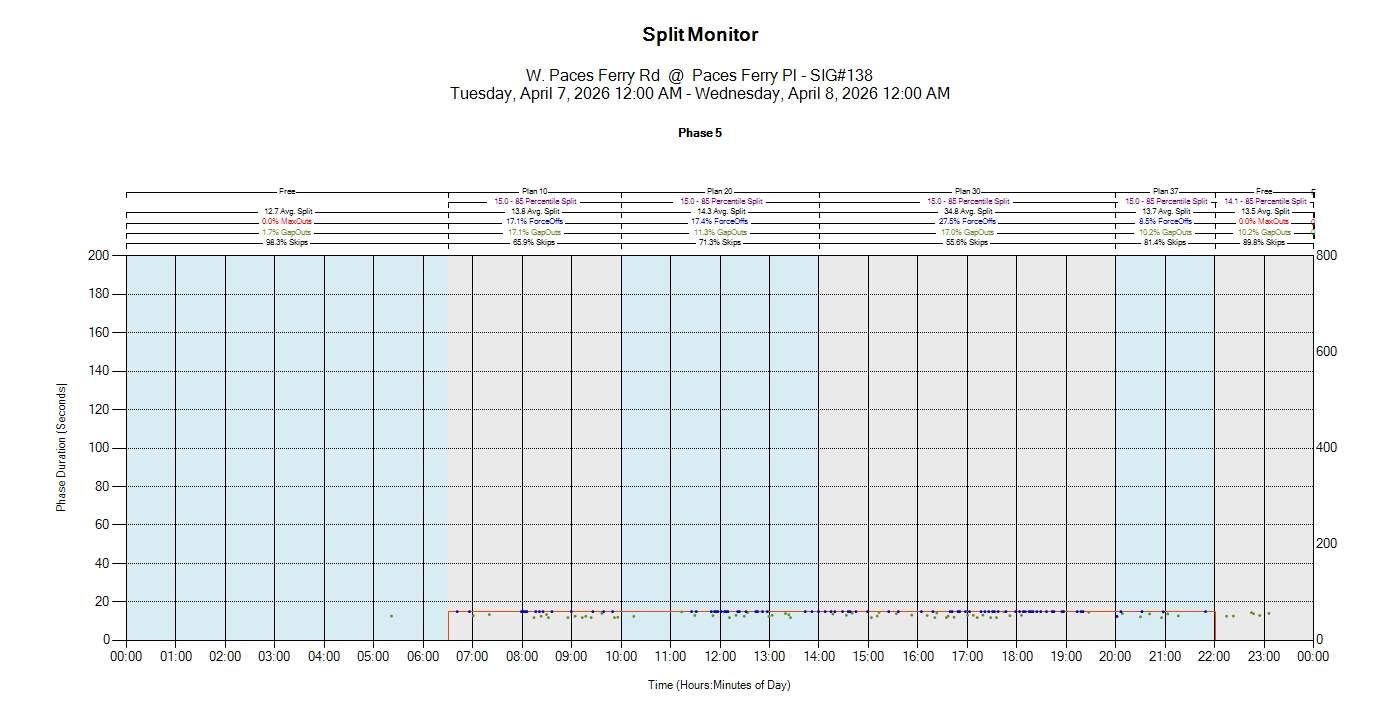 Split Monitor
W. Paces Ferry Rd @ Paces Ferry Pl - SIG#138
Tuesday, April 7, 2026 12:00 AM - Wednesday, April 8, 2026 12:00 AM
Phase 5
Free Plan 10 Plan 20 Plan 30 Plan 37 Free
15.0 - 85 Percentile Split 15.0 - 85 Percentile Split 15.0 - 85 Percentile Split 15.0 - 85 Percentile Split 14.1 - 85 Percentile Split
12.7 Avg. Split 13.8 Avg. Split 14.3 Avg. Split 34.8 Avg. Split 13.7 Avg. Split 13.5 Avg. Split
0.0% MaxOuts 17.1% ForceOffs 17.4% ForceOffs 27.5% ForceOffs 8.5% ForceOffs 0.0% MaxOuts
1.7% GapOuts 17.1% GapOuts 11.3% GapOuts 17.0% GapOuts 10.2% GapOuts 10.2% GapOuts
98.3% Skips 65.9% Skips 71.3% Skips 55.6% Skips 81.4% Skips 89.8% Skips
200 800
180
160
600
140
120
100 400
80
60
200
40
20
0 0
00:00 01:00 02:00 03:00 04:00 05:00 06:00 07:00 08:00 09:00 10:00 11:00 12:00 13:00 14:00 15:00 16:00 17:00 18:00 19:00 20:00 21:00 22:00 23:00 00:00
Phase Duration (Seconds)
Time (Hours:Minutes of Day)